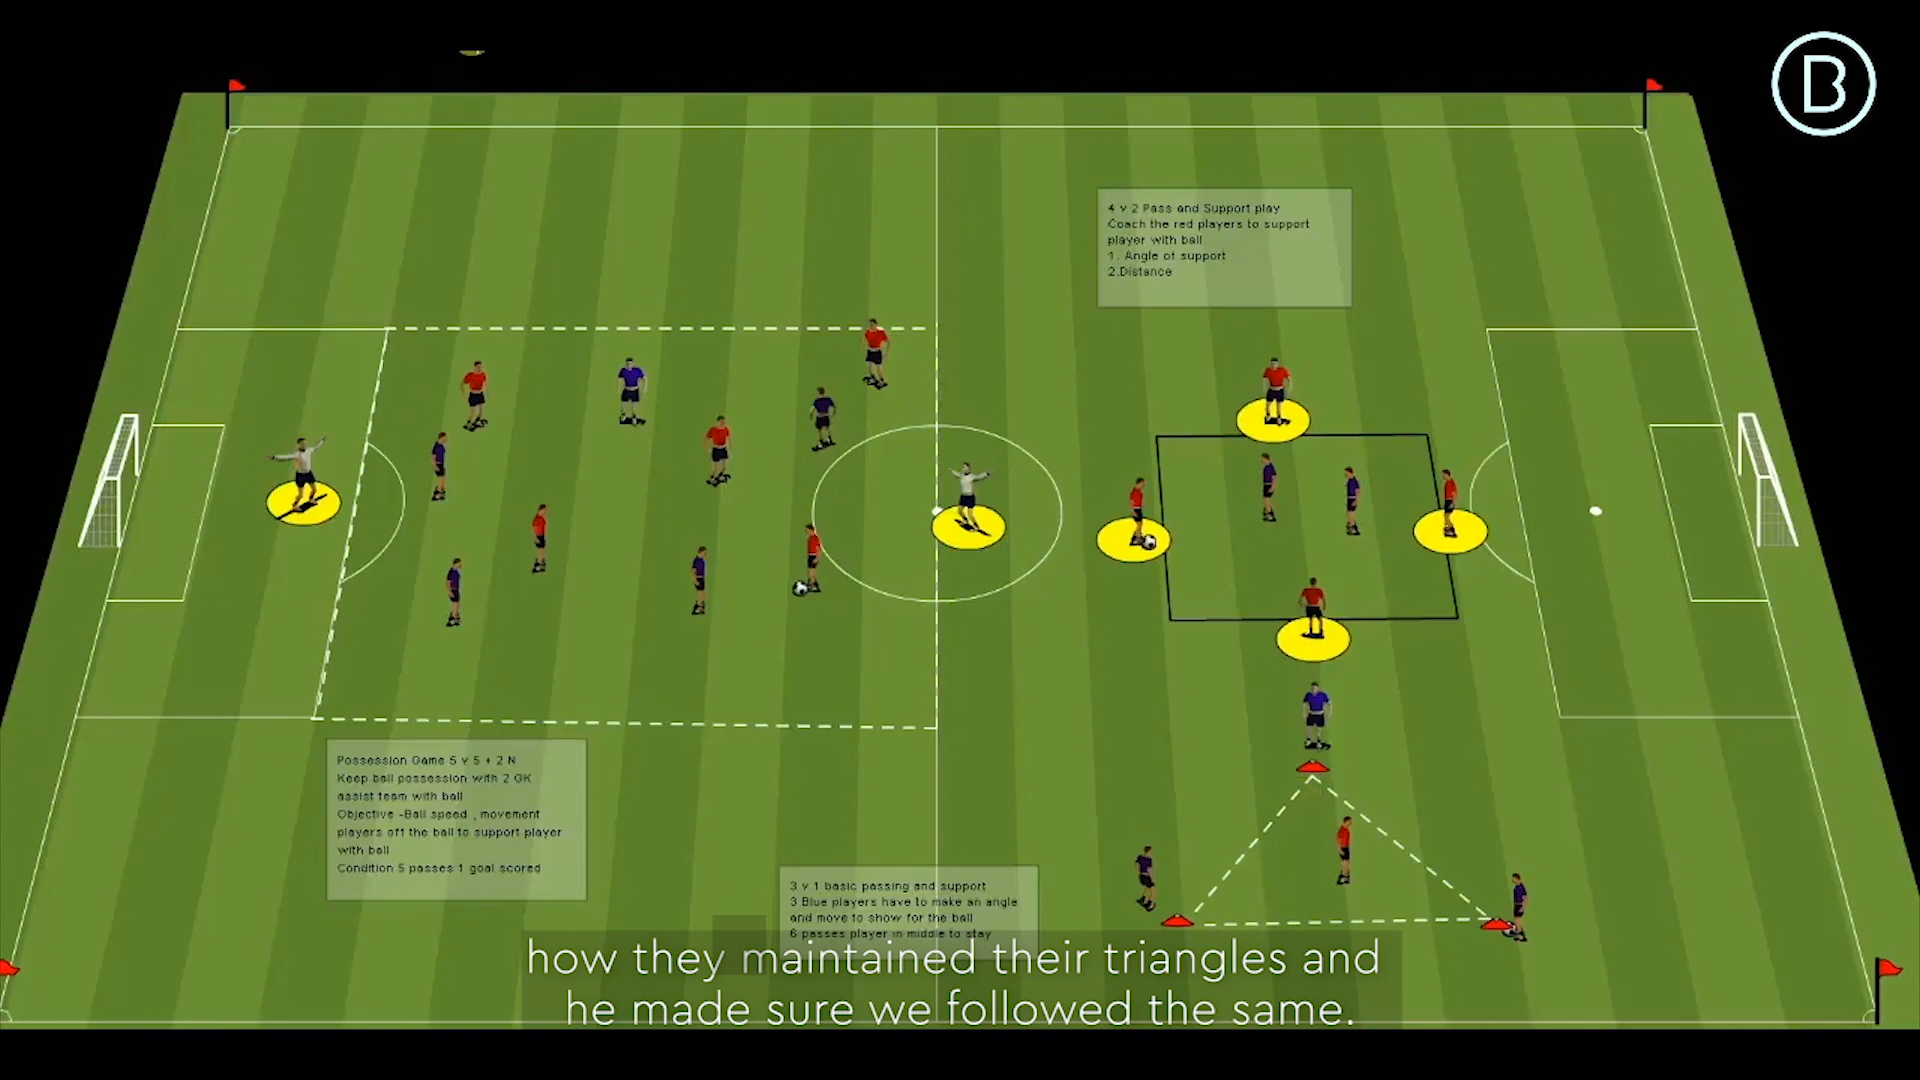 B
4 v 2 Pass and Support play
Coach the red players to support
player with ball
1. Angle of support
2.Distance
Possession Game 5 v 5 + 2 N
Keep ball possession with 2 GK
assist team with ball
Objective -Ball speed , movement
players off the ball to support player
with ball
Condition 5 passes 1 goal scored
3 v 1 basic passing and support
3 Blue players have to make an angle
and move to show for the ball
6 passes player in middle to stay
how they maintained their triangles and
he made sure we followed the same.